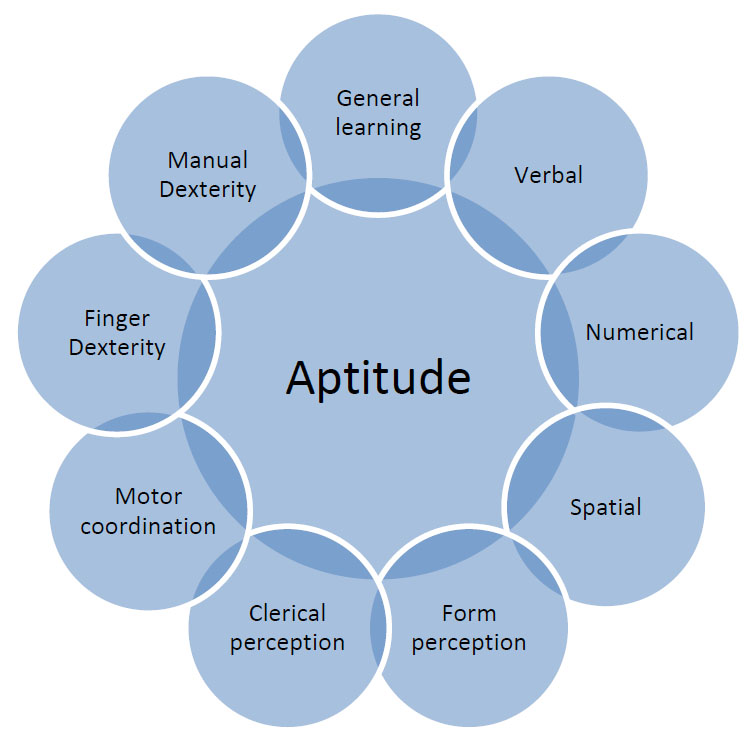 General
learning
Verbal
Numerical
Spatial
Form
perception
Clerical
perception
Motor
coordination
Finger
Dexterity
Manual
Dexterity
Aptitude